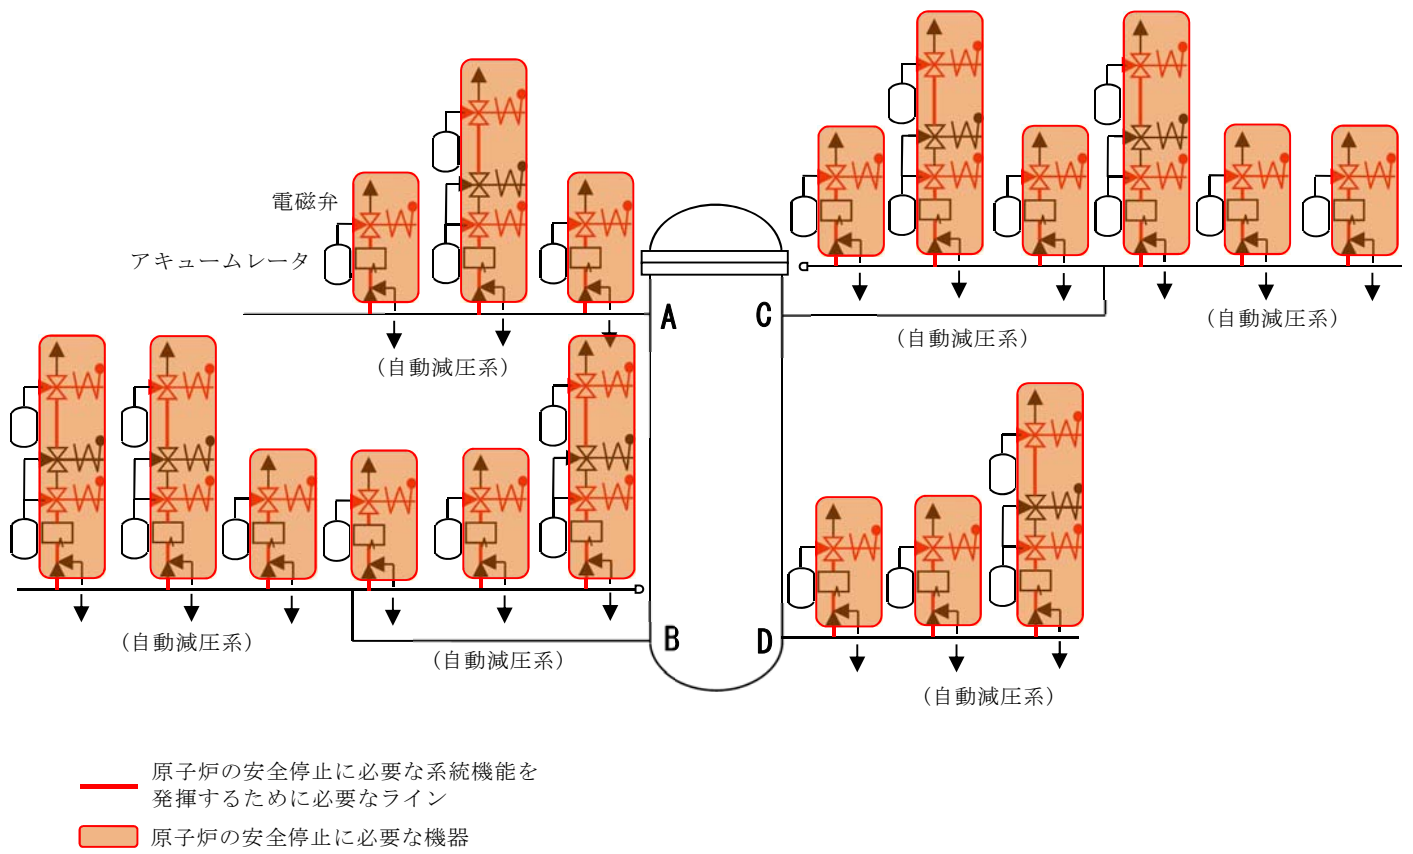 電磁弁
アキュームレータ
A
C
(自動減圧系)
(自動減圧系)
(自動減圧系)
B
D
(自動減圧系)
(自動減圧系)
(自動減圧系)
原子炉の安全停止に必要な系統機能を
発揮するために必要なライン
原子炉の安全停止に必要な機器